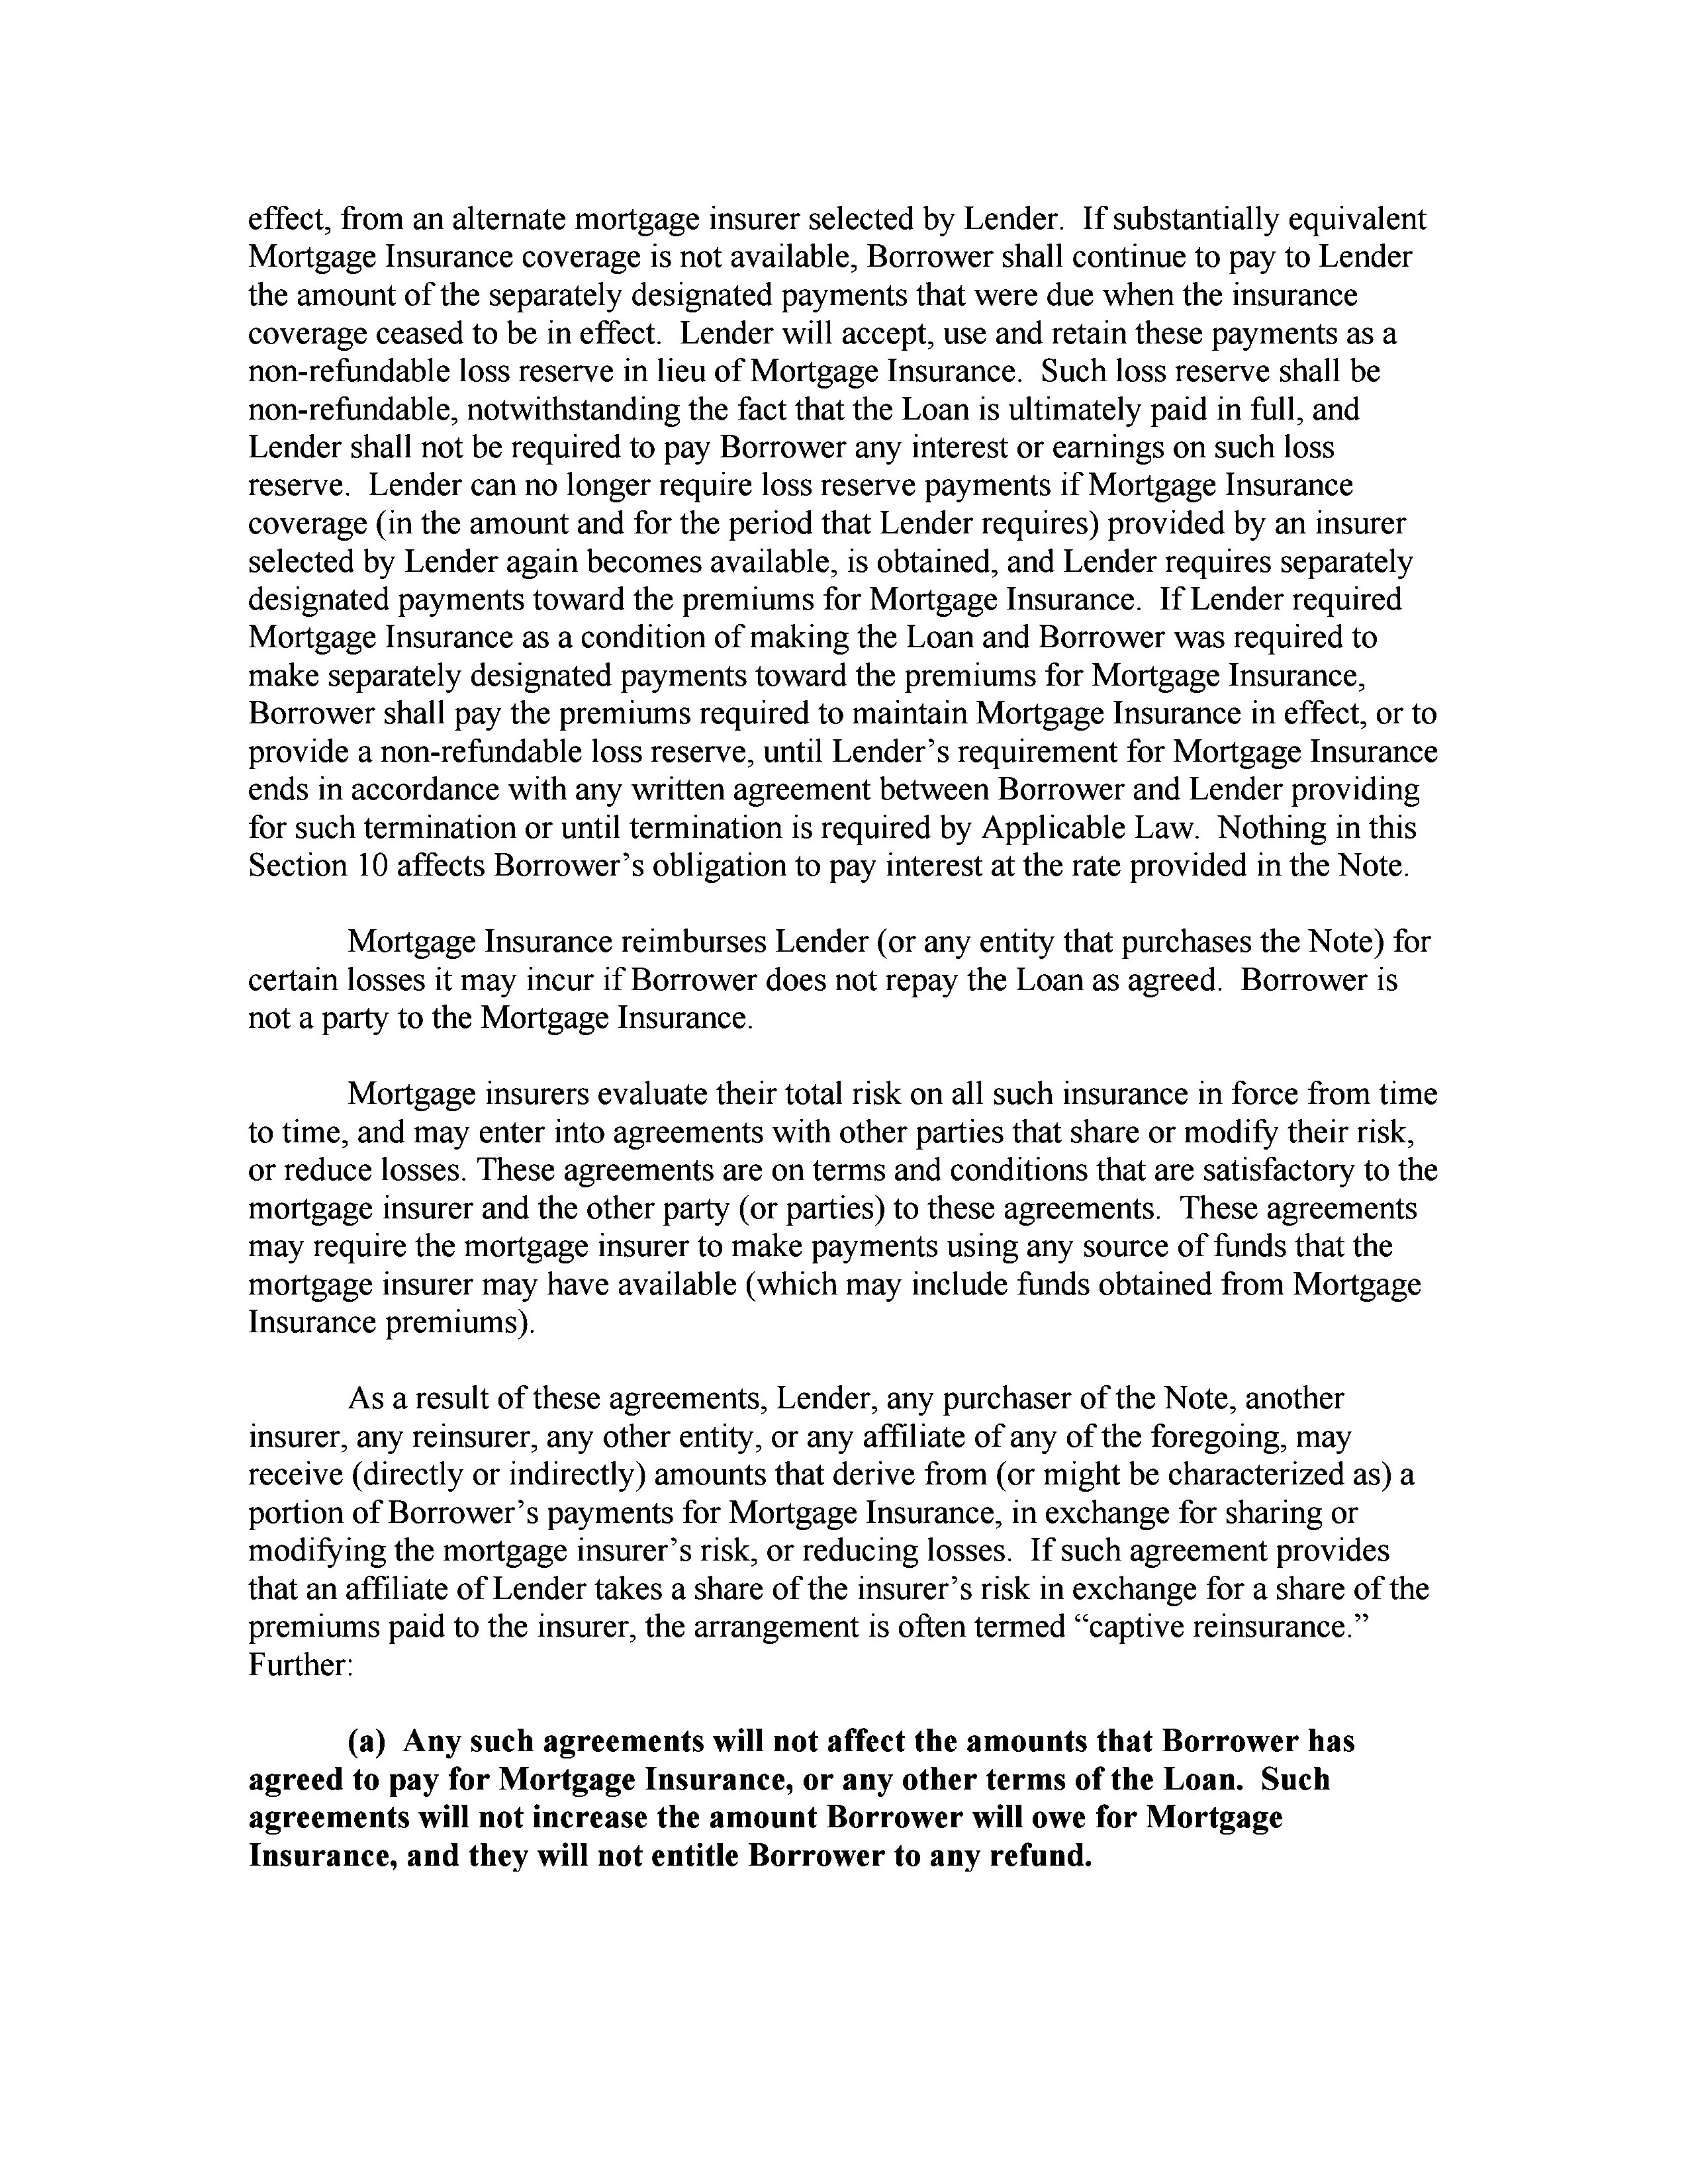 effect, from an alternate mortgage insurer selected by Lender.  If substantially equivalent
Mortgage Insurance coverage is not available, Borrower shall continue to pay to Lender
the amount of the separately designated payments that were due when the insurance
coverage ceased to be in effect.  Lender will accept, use and retain these payments as a
non-refundable loss reserve in lieu of Mortgage Insurance.  Such loss reserve shall be
non-refundable, notwithstanding the fact that the Loan is ultimately paid in full, and
Lender shall not be required to pay Borrower any interest or earnings on such loss
reserve.  Lender can no longer require loss reserve payments if Mortgage Insurance
coverage (in the amount and for the period that Lender requires) provided by an insurer
selected by Lender again becomes available, is obtained, and Lender requires separately
designated payments toward the premiums for Mortgage Insurance.  If Lender required
Mortgage Insurance as a condition of making the Loan and Borrower was required to
make separately designated payments toward the premiums for Mortgage Insurance,
Borrower shall pay the premiums required to maintain Mortgage Insurance in effect, or to
provide a non-refundable loss reserve, until Lender’s requirement for Mortgage Insurance
ends in accordance with any written agreement between Borrower and Lender providing
for such termination or until termination is required by Applicable Law.  Nothing in this
Section 10 affects Borrower’s obligation to pay interest at the rate provided in the Note.
Mortgage Insurance reimburses Lender (or any entity that purchases the Note) for
certain losses it may incur if Borrower does not repay the Loan as agreed.  Borrower is
not a party to the Mortgage Insurance.
Mortgage insurers evaluate their total risk on all such insurance in force from time
to time, and may enter into agreements with other parties that share or modify their risk,
or reduce losses. These agreements are on terms and conditions that are satisfactory to the
mortgage insurer and the other party (or parties) to these agreements.  These agreements
may require the mortgage insurer to make payments using any source of funds that the
mortgage insurer may have available (which may include funds obtained from Mortgage
Insurance premiums).
As a result of these agreements, Lender, any purchaser of the Note, another
insurer, any reinsurer, any other entity, or any affiliate of any of the foregoing, may
receive (directly or indirectly) amounts that derive from (or might be characterized as) a
portion of Borrower’s payments for Mortgage Insurance, in exchange for sharing or
modifying the mortgage insurer’s risk, or reducing losses.  If such agreement provides
that an affiliate of Lender takes a share of the insurer’s risk in exchange for a share of the
premiums paid to the insurer, the arrangement is often termed “captive reinsurance.”
Further:
(a)  Any such agreements will not affect the amounts that Borrower has
agreed to pay for Mortgage Insurance, or any other terms of the Loan.  Such
agreements will not increase the amount Borrower will owe for Mortgage
Insurance, and they will not entitle Borrower to any refund.